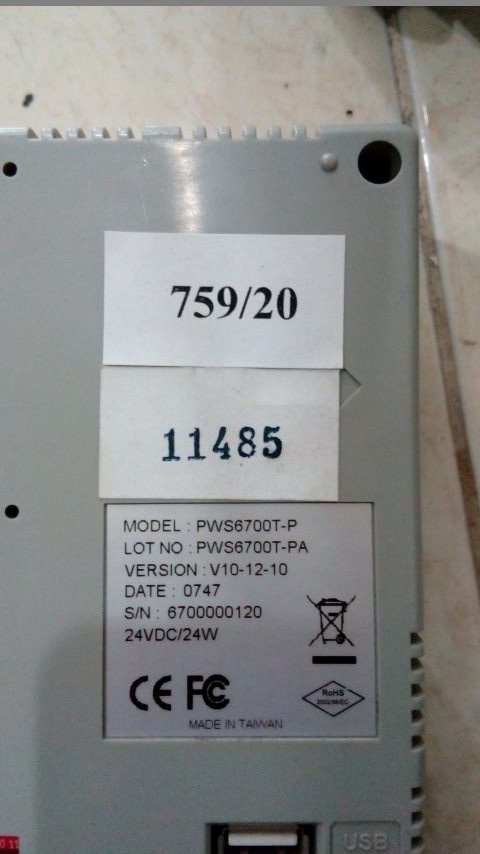 759/20
11485
MODEL : PWS6700T-P
LOT NO : PWS6700T-PA
VERSION : V10-12-10
DATE : 0747
S/N : 6700000120
24VDC/24W
CE FC
RoHS
2002/95/EC
MADE IN TAIWAN
USB